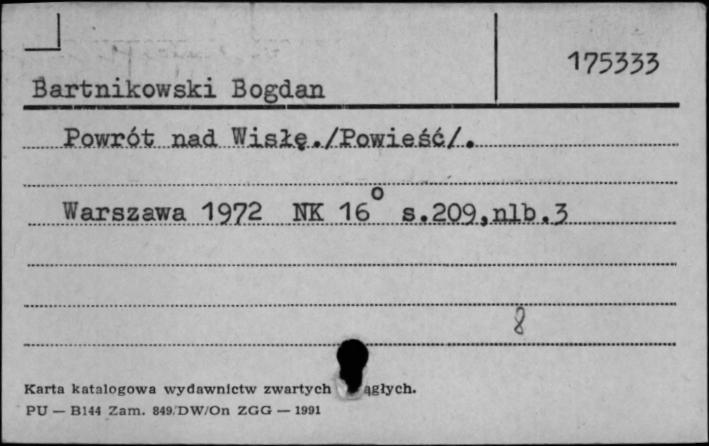 175333
Bartnikowski Bogdan
Powrót nad Wisłę./Powieść/.
Warszawa 1972 NK 16° s.209,nlb.3
8
Karta katalogowa wydawnictw zwartych
PU — B144 Zam. 849/DW/On ZGG — 1991